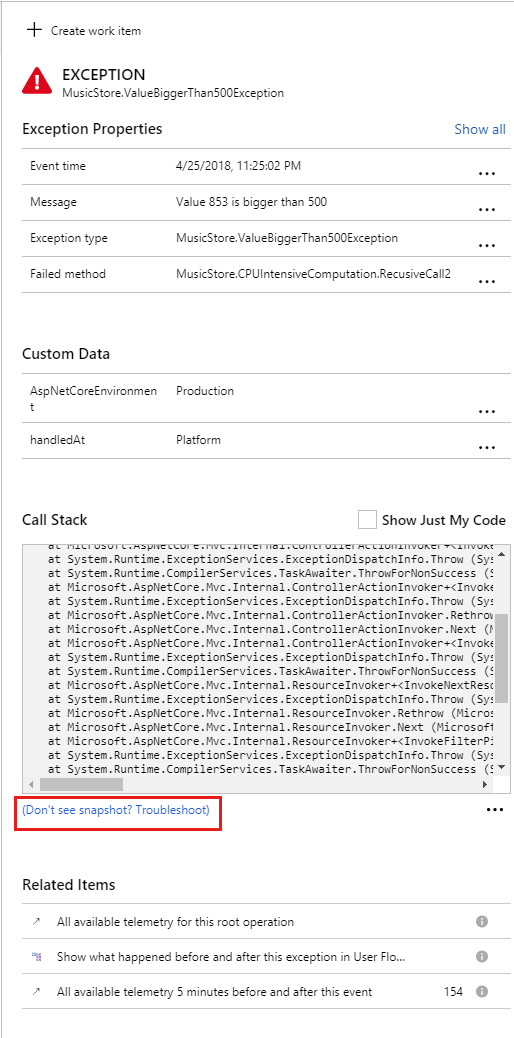 Create work item
EXCEPTION
MusicStore.ValueBiggerThan500Exception
Exception Properties
Show all
Event time 4/25/2018, 11:25:02 PM
Message Value 853 is bigger than 500
Exception type MusicStore.ValueBiggerThan500Exception
Failed method MusicStore.CPUIntensiveComputation.RecusiveCall2
Custom Data
AspNetCoreEnvironmen Production
t
handledAt Platform
Call Stack
Show Just My Code
at Microsoft.AspNetCore.Mvc.Internal.ControllerActionInvoker+<Invoke
at System.Runtime.ExceptionServices.ExceptionDispatchInfo.Throw (Sys
at System.Runtime.CompilerServices.TaskAwaiter.ThrowForNonSuccess (S
at Microsoft.AspNetCore.Mvc.Internal.ControllerActionInvoker+<Invoke
at System.Runtime.ExceptionServices.ExceptionDispatchInfo.Throw (Sys
at Microsoft.AspNetCore.Mvc.Internal.ControllerActionInvoker.Rethrow
at Microsoft.AspNetCore.Mvc.Internal.ControllerActionInvoker.Next (M
at Microsoft.AspNetCore.Mvc.Internal.ControllerActionInvoker+<Invoke
at System.Runtime.ExceptionServices.ExceptionDispatchInfo.Throw (Sys
at System.Runtime.CompilerServices.TaskAwaiter.ThrowForNonSuccess (S
at Microsoft.AspNetCore.Mvc.Internal.ResourceInvoker+<InvokeNextReso
at System.Runtime.ExceptionServices.ExceptionDispatchInfo.Throw (Sys
at Microsoft.AspNetCore.Mvc.Internal.ResourceInvoker.Rethrow (Micros
at Microsoft.AspNetCore.Mvc.Internal.ResourceInvoker.Next (Microsoft
at Microsoft.AspNetCore.Mvc.Internal.ResourceInvoker+<InvokeFilterPi
at System.Runtime.ExceptionServices.ExceptionDispatchInfo.Throw (Sys
at System.Runtime.CompilerServices.TaskAwaiter.ThrowForNonSuccess (S
(Don't see snapshot? Troubleshoot)
Related Items
All available telemetry for this root operation
Show what happened before and after this exception in User Flo...
All available telemetry 5 minutes before and after this event 154